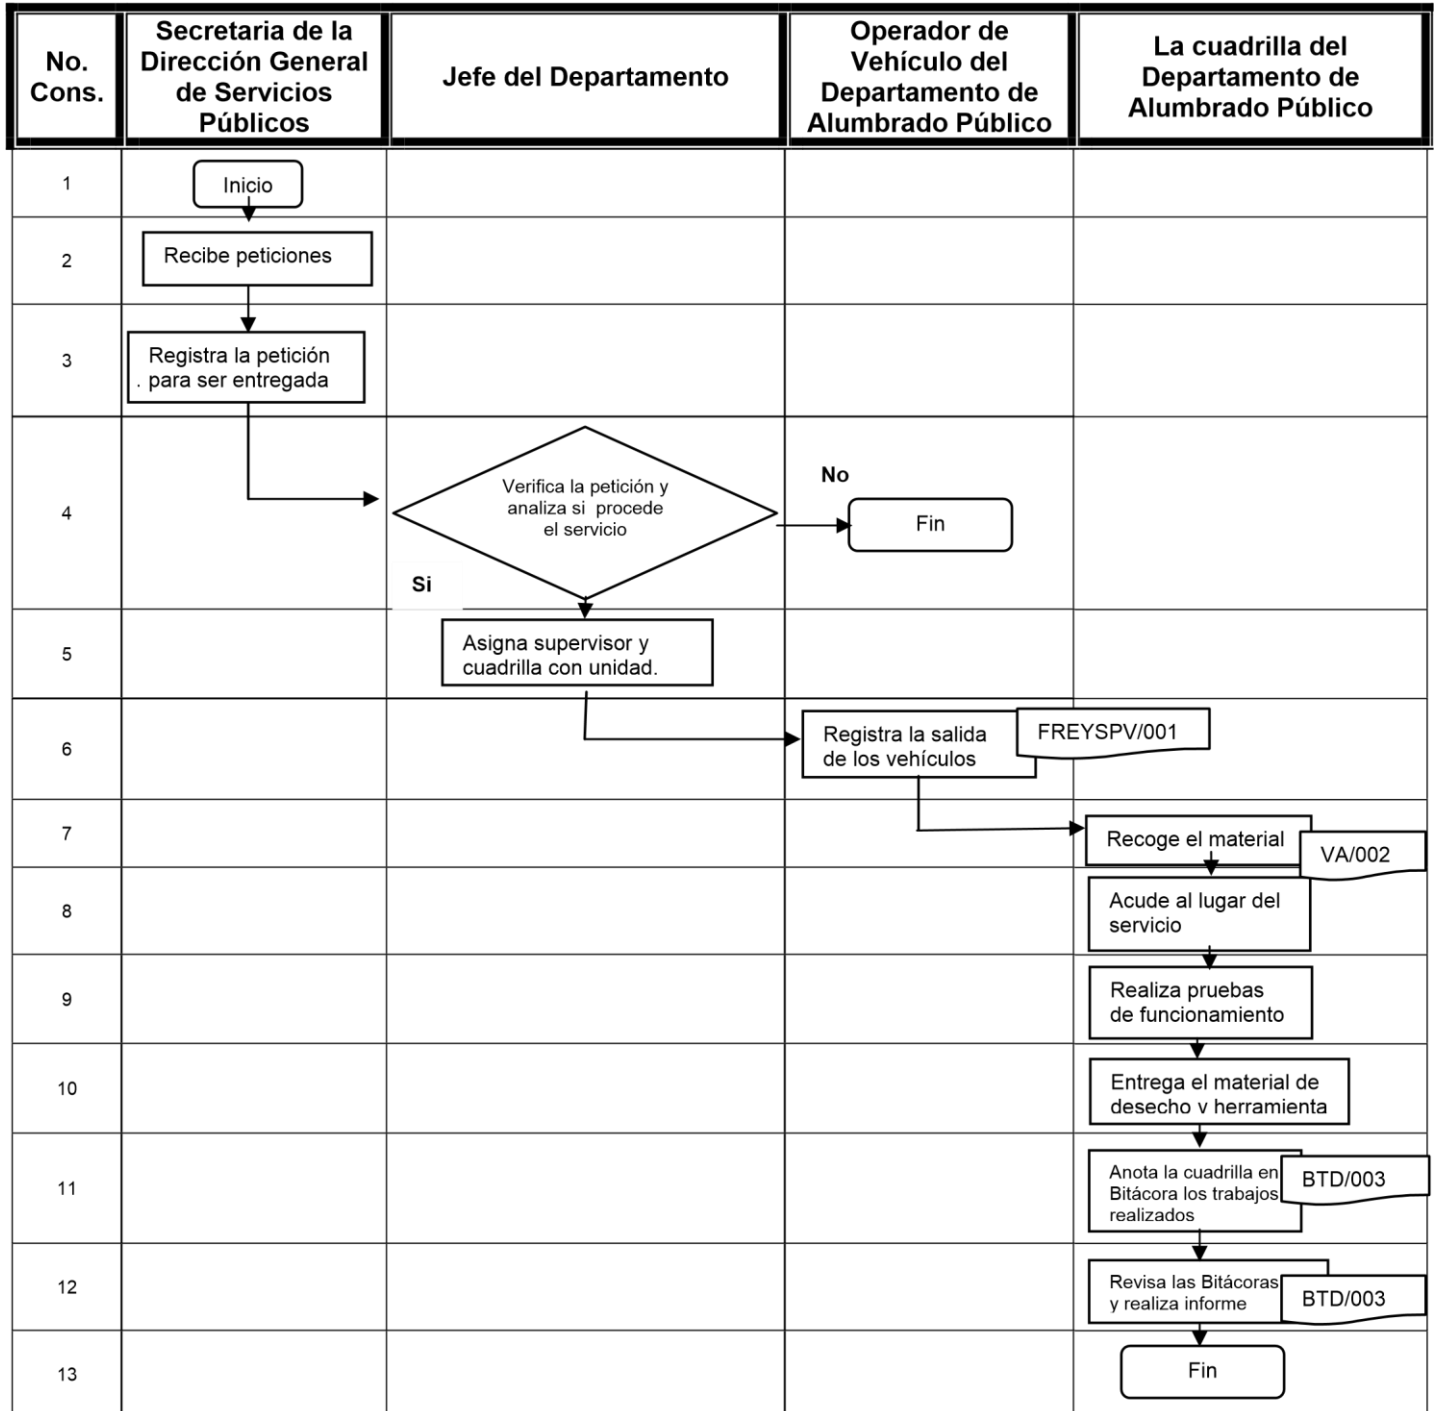 No.
Cons.
Secretaria de la
Dirección General
de Servicios
Públicos
Jefe del Departamento
Operador de
Vehículo del
Departamento de
Alumbrado Público
La cuadrilla del
Departamento de
Alumbrado Público
1
Inicio
2
Recibe peticiones
3
Registra la petición
. para ser entregada
4
Verifica la petición y
analiza si procede
el servicio
No
Fin
Si
5
Asigna supervisor y
cuadrilla con unidad.
6
Registra la salida
de los vehículos
FREYSPV/001
7
Recoge el material
VA/002
8
Acude al lugar del
servicio
9
Realiza pruebas
de funcionamiento
10
Entrega el material de
desecho y herramienta
11
Anota la cuadrilla en
Bitácora los trabajos
realizados
BTD/003
12
Revisa las Bitácoras
y realiza informe
BTD/003
13
Fin